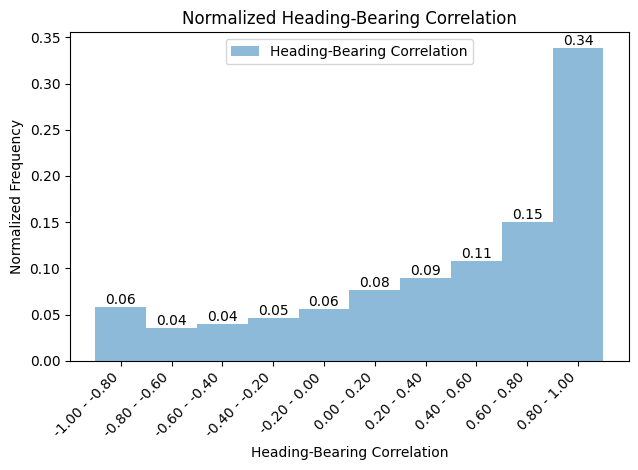 Normalized Heading-Bearing Correlation
Heading-Bearing Correlation
Normalized Frequency
0.35
0.30
0.25
0.20
0.15
0.10
0.05
0.00
0.06
0.04
0.04
0.05
0.06
0.08
0.09
0.11
0.15
0.34
-1.00 - -0.80
-0.80 - -0.60
-0.60 - -0.40
-0.40 - -0.20
-0.20 - 0.00
0.00 - 0.20
0.20 - 0.40
0.40 - 0.60
0.60 - 0.80
0.80 - 1.00
Heading-Bearing Correlation